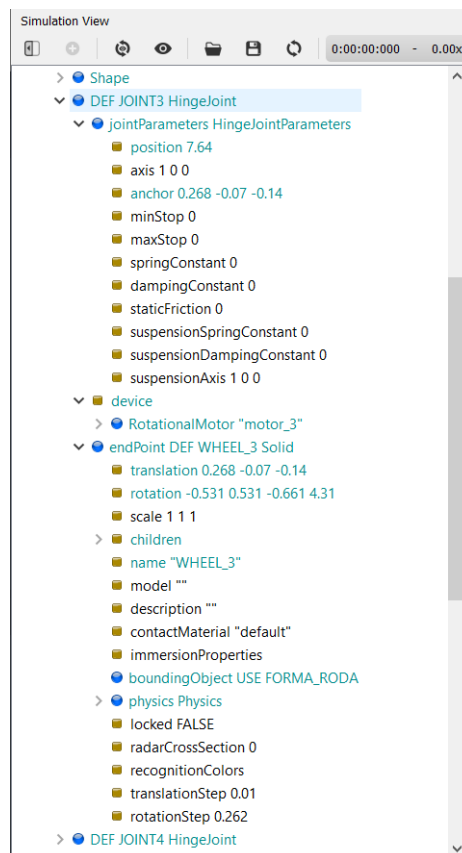 Simulation View
0:00:00:000 - 0.00x
Shape
DEF JOINT3 HingeJoint
jointParameters HingeJointParameters
position 7.64
axis 1 0 0
anchor 0.268 -0.07 -0.14
minStop 0
maxStop 0
springConstant 0
dampingConstant 0
staticFriction 0
suspensionSpringConstant 0
suspensionDampingConstant 0
suspensionAxis 1 0 0
device
RotationalMotor "motor_3"
endPoint DEF WHEEL_3 Solid
translation 0.268 -0.07 -0.14
rotation -0.531 0.531 -0.661 4.31
scale 1 1 1
children
name "WHEEL_3"
model ""
description ""
contactMaterial "default"
immersionProperties
boundingObject USE FORMA_RODA
physics Physics
locked FALSE
radarCrossSection 0
recognitionColors
translationStep 0.01
rotationStep 0.262
DEF JOINT4 HingeJoint